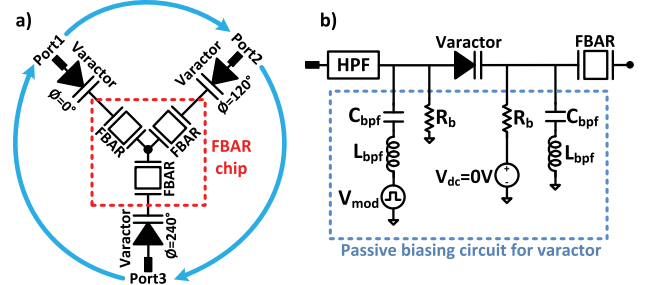 a)
Port1
Varactor
Ø=0°
FBAR
Port2
Varactor
Ø=120°
FBAR
FBAR
chip
FBAR
Varactor
Ø=240°
Port3
b)
HPF
Varactor
FBAR
Cbpf
Lbpf
Vmod
Rb
Rb
Vdc=0V
Cbpf
Lbpf
Passive biasing circuit for varactor